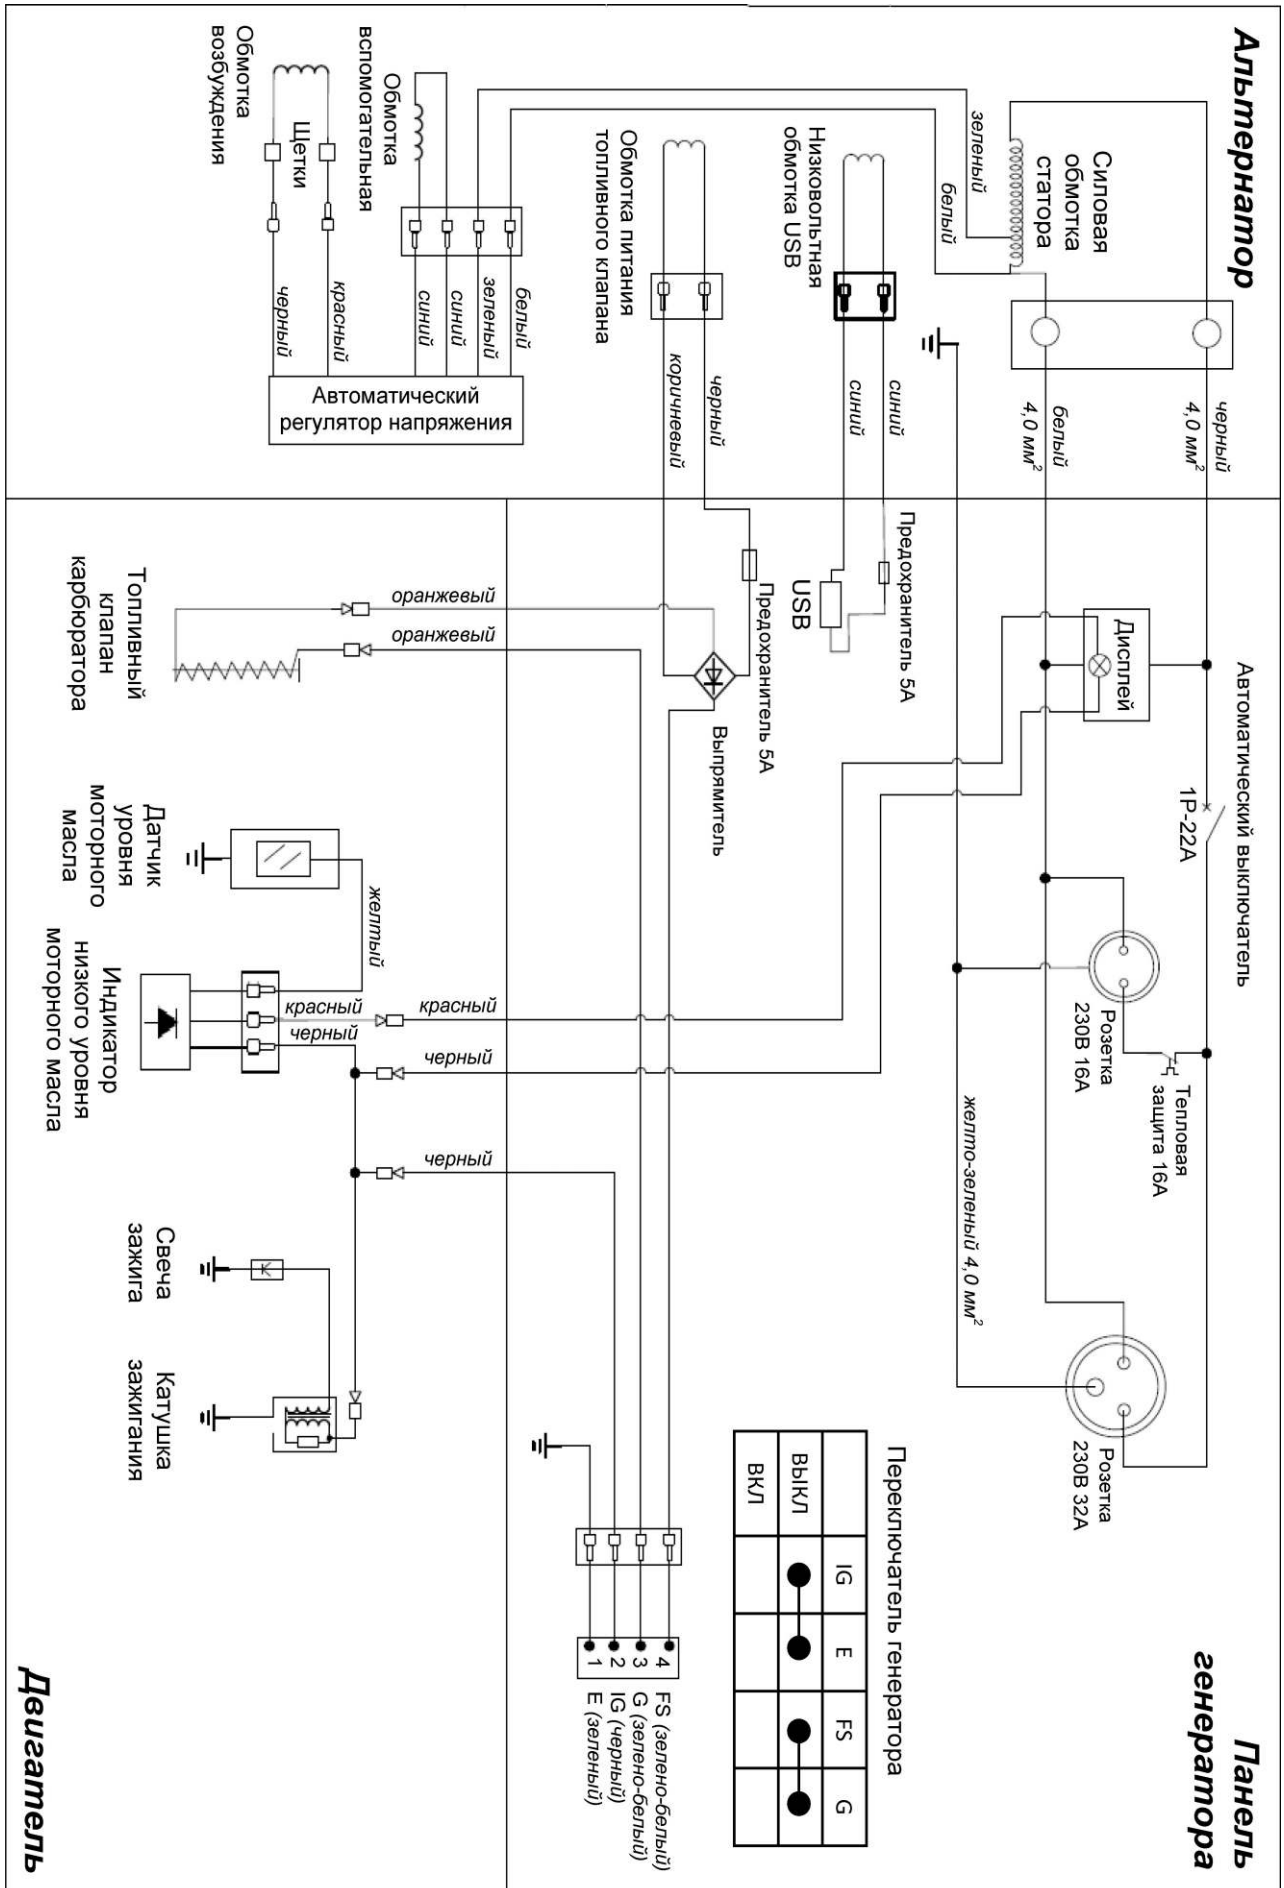 Альтернатор
Силовая
обмотка
статора
зеленый
белый
Низковольтная
обмотка USB
Обмотка питания
топливного клапана
Обмотка
вспомогательная
Обмотка
возбуждения
Щетки
черный
4,0 мм²
белый
4,0 мм²
синий
синий
черный
коричневый
белый
зеленый
синий
синий
красный
черный
Автоматический
регулятор напряжения
Панель
генератора
Автоматический выключатель
1P-22A
Дисплей
Розетка
230В 16А
Тепловая
защита 16А
Розетка
230В 32А
желто-зеленый 4,0 мм²
Предохранитель 5А
USB
Предохранитель 5А
Выпрямитель
Переключатель генератора
IG E FS G
ВЫКЛ
ВКЛ
4 FS (зелено-белый)
3 G (зелено-белый)
2 IG (черный)
1 E (зеленый)
Двигатель
оранжевый
оранжевый
Топливный
клапан
карбюратора
Датчик
уровня
моторного
масла
желтый
Индикатор
низкого уровня
моторного масла
красный
черный
красный
черный
черный
Свеча
зажига
Катушка
зажигания